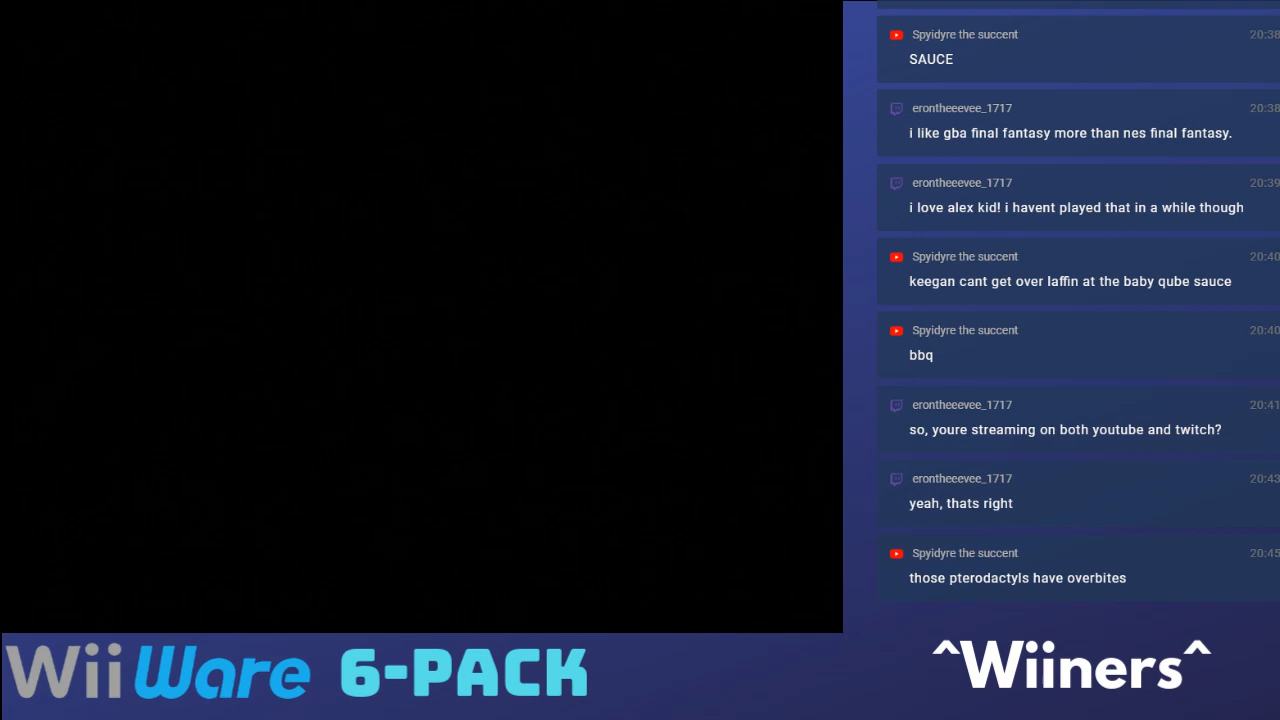 Spyidyre the succent 20:38
SAUCE
erontheeevee_1717 20:38
i like gba final fantasy more than nes final fantasy.
erontheeevee_1717 20:39
i love alex kid! i havent played that in a while though
Spyidyre the succent 20:40
keegan cant get over laffin at the baby qube sauce
Spyidyre the succent 20:40
bbq
erontheeevee_1717 20:41
so, youre streaming on both youtube and twitch?
erontheeevee_1717 20:43
yeah, thats right
Spyidyre the succent 20:45
those pterodactyls have overbites
WiiWare 6-PACK
^Wiiners^